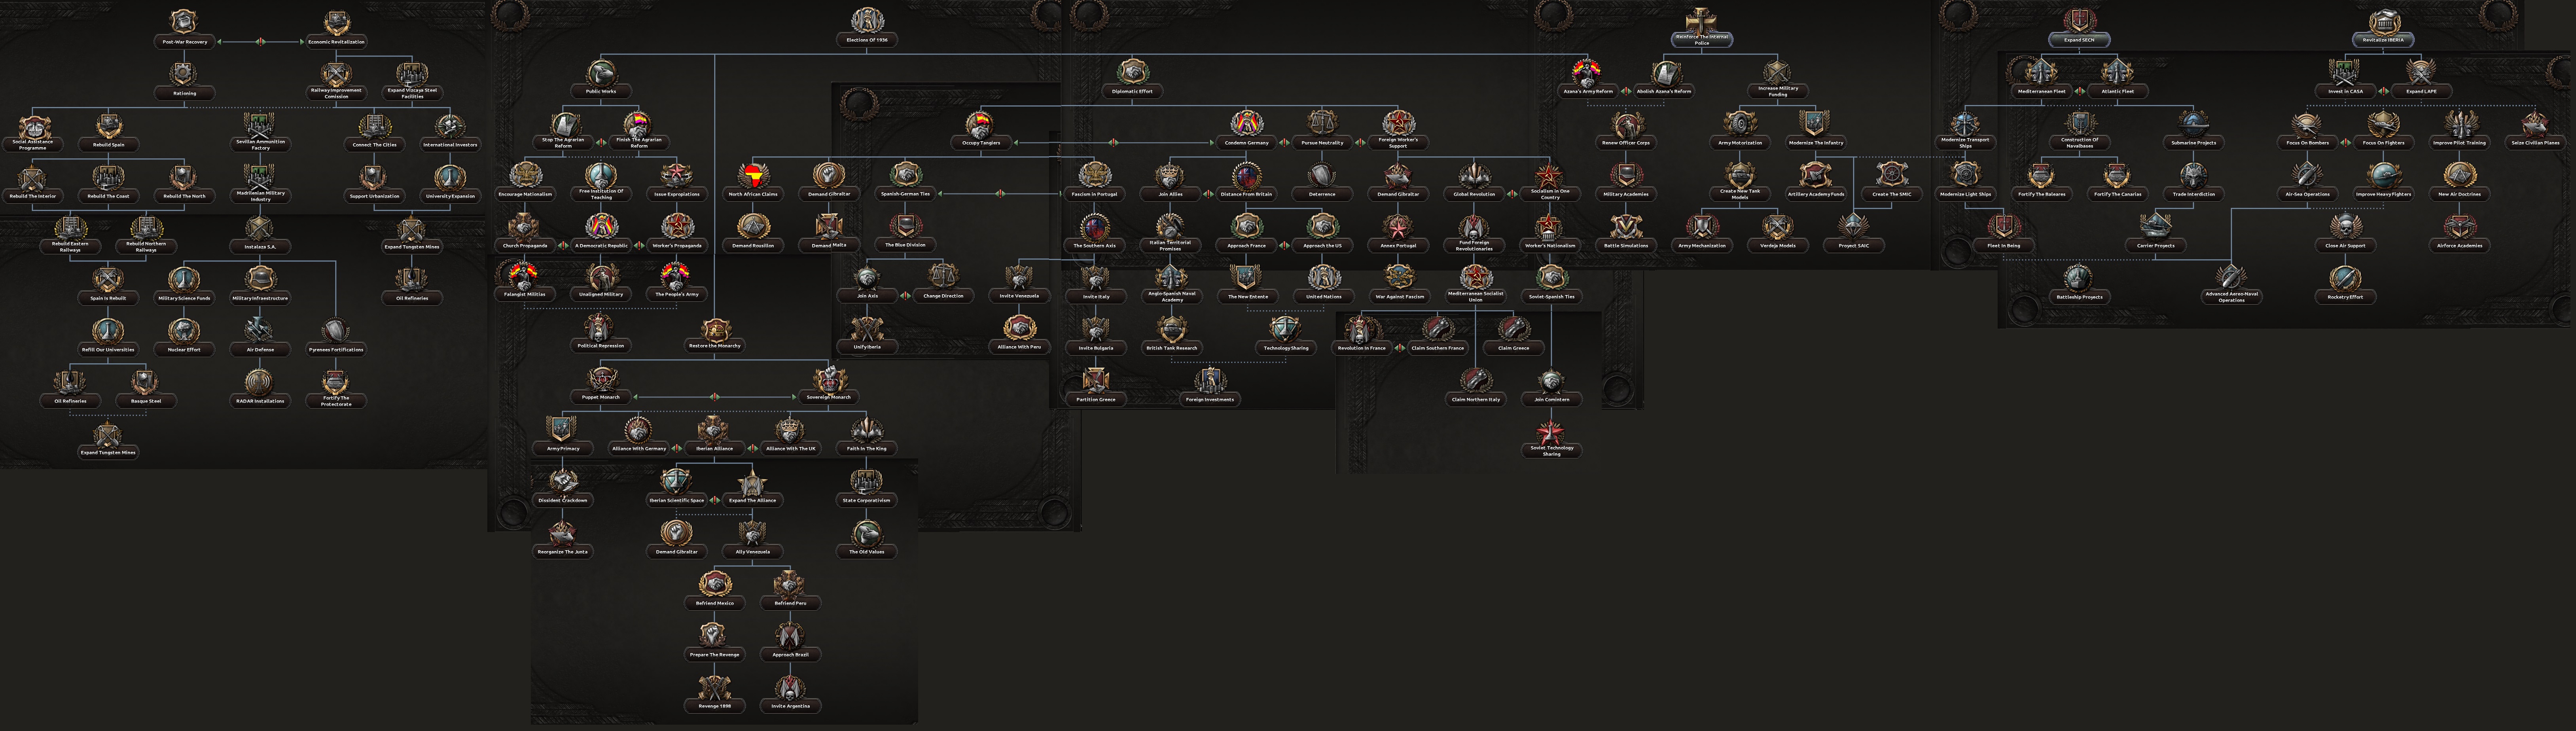 Post-War Recovery
Economic Revitalization
Elections Of 1936
Reinforce The Internal
Police
Expand SECN
Revitalize IBERIA
Rationing
Railway Improvement
Comission
Expand Vizcaya Steel
Facilities
Public Works
Diplomatic Effort
Azana's Army Reform
Abolish Azana's Reform
Increase Military
Funding
Mediterranean Fleet
Atlantic Fleet
Invest in CASA
Expand LAPE
Social Assistence
Programme
Rebuild Spain
Sevillan Ammunition
Factory
Connect The Cities
International Investors
Stop The Agrarian
Reform
Finish The Agrarian
Reform
Occupy Tangiers
Condemn Germany
Pursue Neutrality
Foreign Worker's
Support
Renew Officer Corps
Army Motorization
Modernize The Infantry
Modernize Transport
Ships
Construction Of
Navalbases
Submarine Projects
Focus On Bombers
Focus On Fighters
Improve Pilot Training
Seize Civilian Planes
Rebuild The Interior
Rebuild The Coast
Rebuild The North
Madrilenian Military
Industry
Support Urbanization
University Expansion
Encourage Nationalism
Free Institution Of
Teaching
Issue Expropiations
North African Claims
Demand Gibraltar
Spanish-German Ties
Fascism in Portugal
Join Allies
Distance From Britain
Deterrence
Demand Gibraltar
Global Revolution
Socialism in One
Country
Military Academies
Create New Tank
Models
Artillery Academy Funds
Create The SMIC
Modernize Light Ships
Fortify The Baleares
Fortify The Canaries
Trade Interdiction
Air-Sea Operations
Improve Heavy Fighters
New Air Doctrines
Rebuild Eastern
Railways
Rebuild Northern
Railways
Instalaza S.A.
Expand Tungsten Mines
Church Propaganda
A Democratic Republic
Worker's Propaganda
Demand Rousillon
Demand Malta
The Blue Division
The Southern Axis
Italian Territorial
Promises
Approach France
Approach the US
Annex Portugal
Fund Foreign
Revolutionaries
Worker's Nationalism
Battle Simulations
Army Mechanization
Verdeja Models
Project SAIC
Fleet In Being
Carrier Projects
Close Air Support
Airforce Academies
Spain Is Rebuilt
Military Science Funds
Military Infraestructure
Oil Refineries
Falangist Militias
Unaligned Military
The People's Army
Join Axis
Change Direction
Invite Venezuela
Invite Italy
Anglo-Spanish Naval
Academy
The New Entente
United Nations
War Against Fascism
Mediterranean Socialist
Union
Soviet-Spanish Ties
Battleship Projects
Advanced Aereo-Naval
Operations
Rocketry Effort
Refill Our Universities
Nuclear Effort
Air Defense
Pyrenees Fortifications
Political Repression
Restore the Monarchy
Unify Iberia
Alliance With Peru
Invite Bulgaria
British Tank Research
Technology Sharing
Revolution In France
Claim Southern France
Claim Greece
Oil Refineries
Basque Steel
RADAR Installations
Fortify The
Protectorate
Puppet Monarch
Sovereign Monarch
Partition Greece
Foreign Investments
Claim Northern Italy
Join Comintern
Expand Tungsten Mines
Army Primacy
Alliance With Germany
Iberian Alliance
Alliance With The UK
Faith In The King
Soviet Technology
Sharing
Dissident Crackdown
Iberian Scientific Space
Expand The Alliance
State Corporativism
Reorganize The Junta
Demand Gibraltar
Ally Venezuela
The Old Values
Befriend Mexico
Befriend Peru
Prepare The Revenge
Approach Brazil
Revenge 1898
Invite Argentina